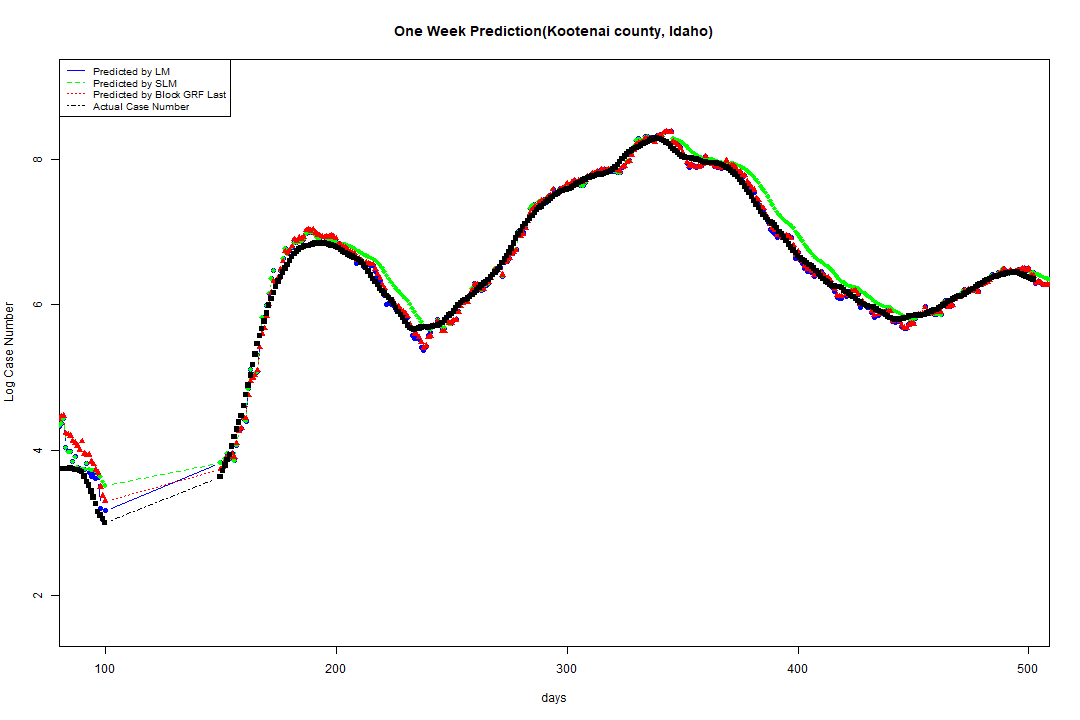 One Week Prediction(Kootenai county, Idaho)
Predicted by LM
Predicted by SLM
Predicted by Block GRF Last
Actual Case Number
8
6
4
2
Log Case Number
100 200 300 400 500
days